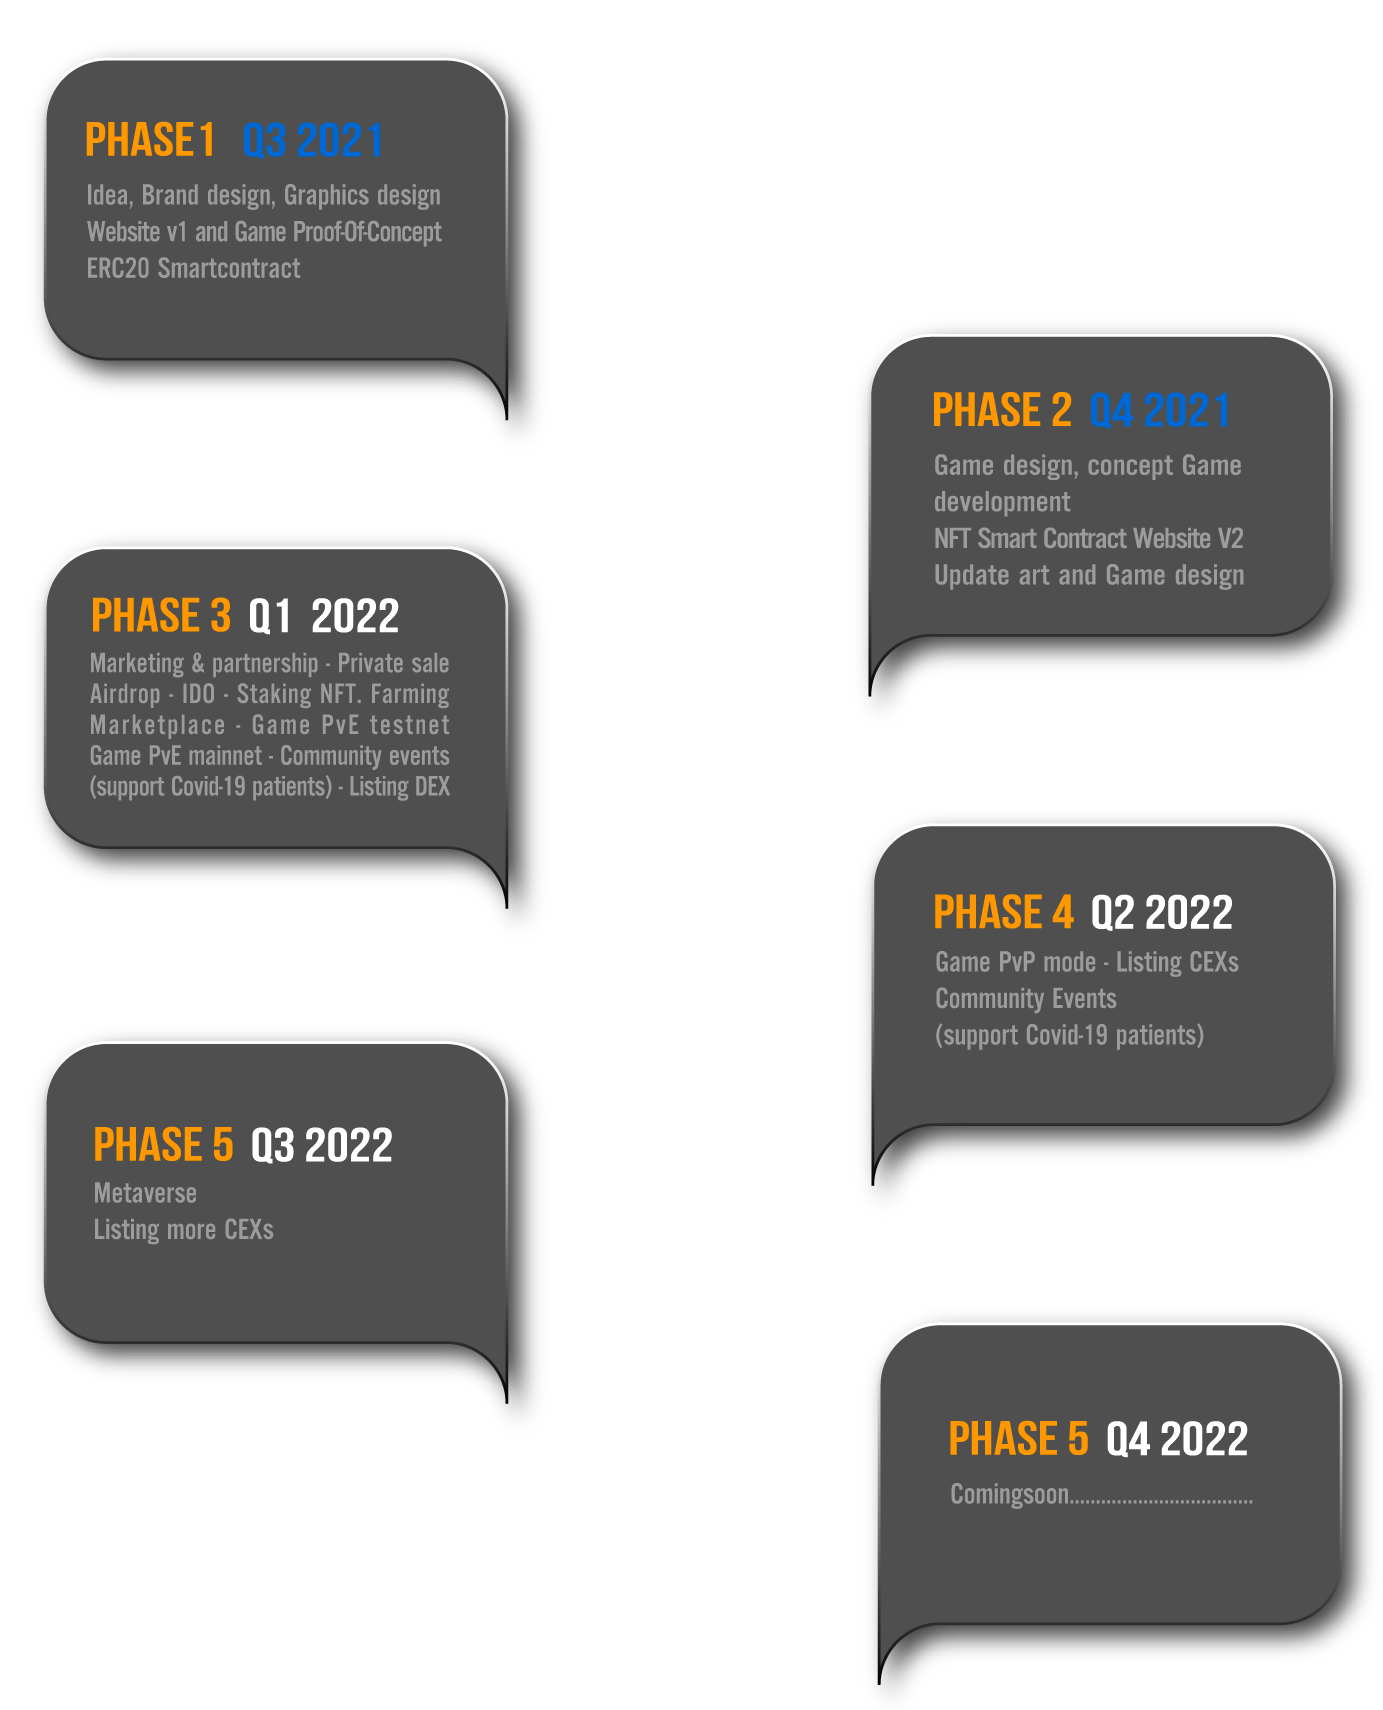 PHASE1 Q3 2021
Idea, Brand design, Graphics design
Website v1 and Game Proof-Of-Concept
ERC20 Smartcontract
PHASE 2 Q4 2021
Game design, concept Game
development
NFT Smart Contract Website V2
Update art and Game design
PHASE 3 Q1 2022
Marketing & partnership - Private sale
Airdrop - IDO - Staking NFT. Farming
Marketplace - Game PvE testnet
Game PvE mainnet - Community events
(support Covid-19 patients) - Listing DEX
PHASE 4 Q2 2022
Game PvP mode - Listing CEXs
Community Events
(support Covid-19 patients)
PHASE 5 Q3 2022
Metaverse
Listing more CEXs
PHASE 5 Q4 2022
Comingsoon...................................